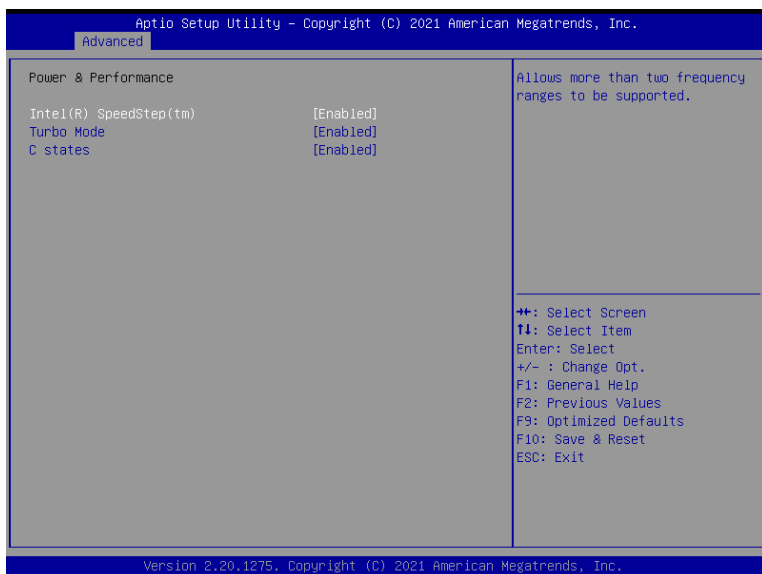 Aptio Setup Utility – Copyright (C) 2021 American Megatrends, Inc.
Advanced
Power & Performance
Intel(R) SpeedStep(tm) [Enabled]
Turbo Mode [Enabled]
C states [Enabled]
Allows more than two frequency
ranges to be supported.
→←: Select Screen
↑↓: Select Item
Enter: Select
+/- : Change Opt.
F1: General Help
F2: Previous Values
F9: Optimized Defaults
F10: Save & Reset
ESC: Exit
Version 2.20.1275. Copyright (C) 2021 American Megatrends, Inc.